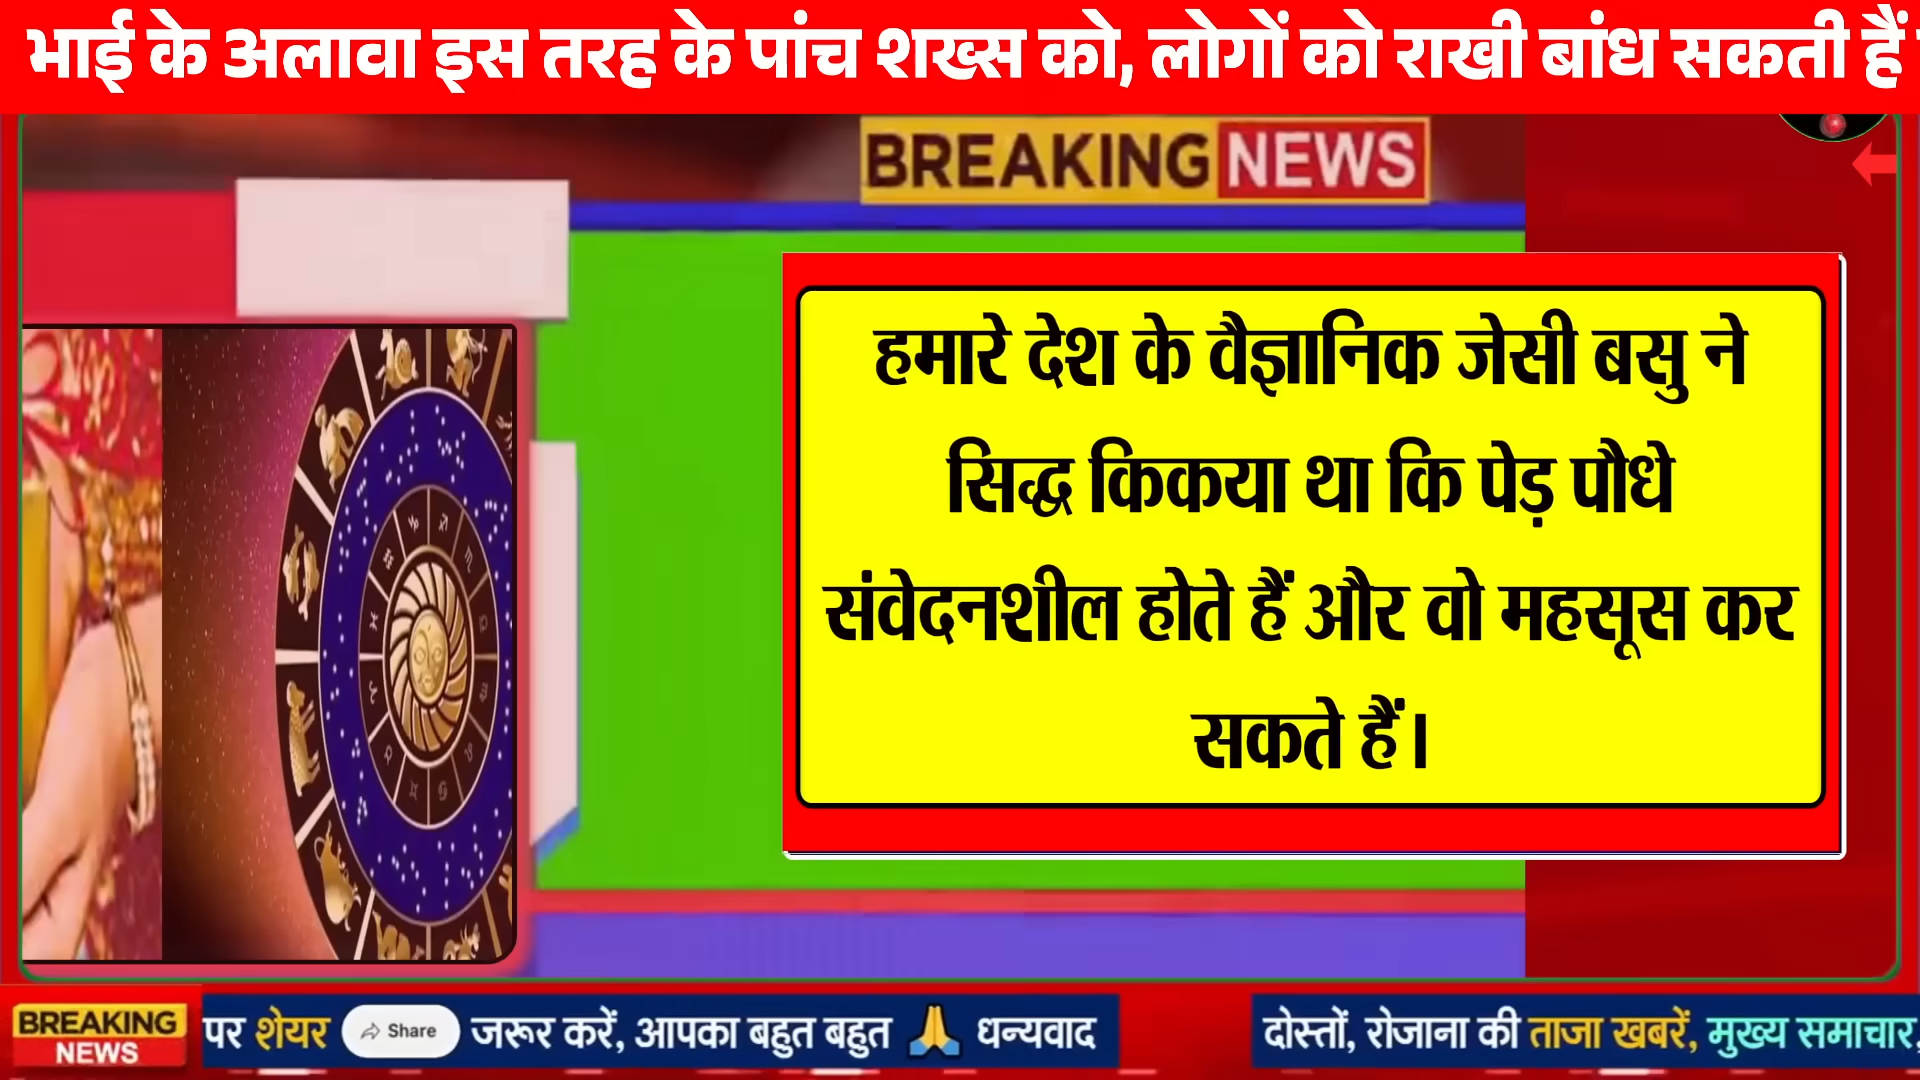 भाई के अलावा इस तरह के पांच शख्स को, लोगों को राखी बांध सकती हैं
BREAKING NEWS
हमारे देश के वैज्ञानिक जेसी बसु ने
सिद्ध किकया था कि पेड़ पौधे
संवेदनशील होते हैं और वो महसूस कर
सकते हैं।
BREAKING
NEWS
पर शेयर Share जरूर करें, आपका बहुत बहुत 🙏 धन्यवाद
दोस्तों, रोजाना की ताजा खबरें, मुख्य समाचार,